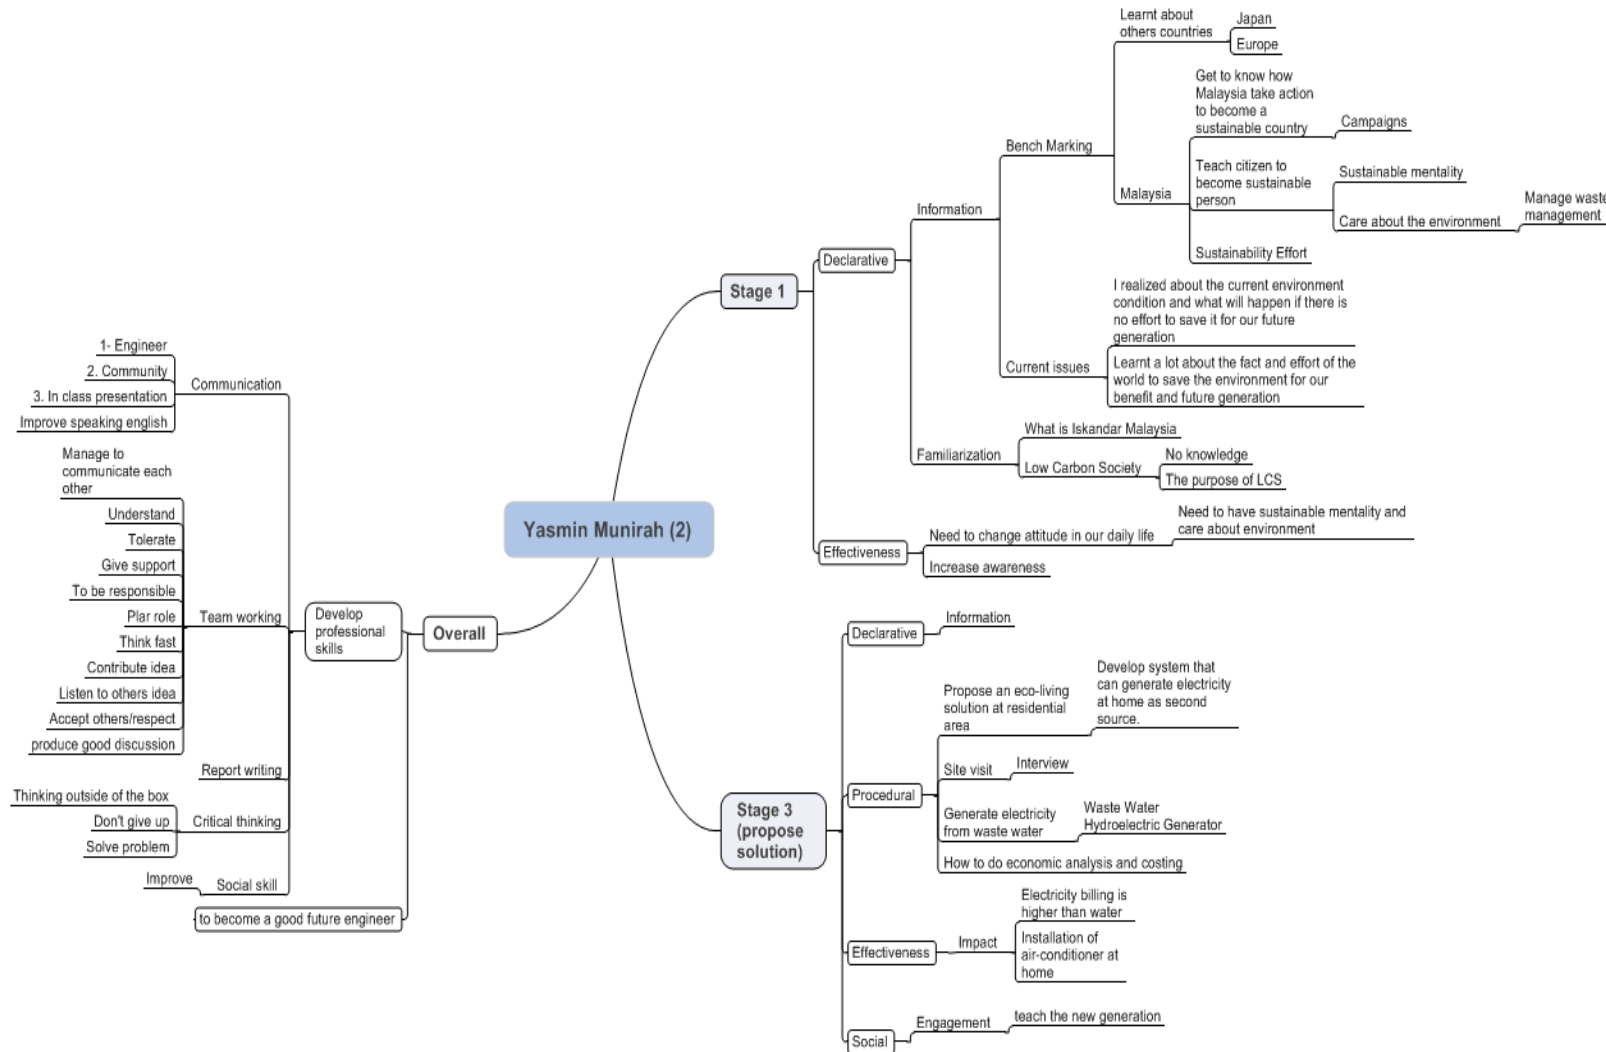 Yasmin Munirah (2)
Stage 1
Declarative
Information
Bench Marking
Learnt about
others countries
Japan
Europe
Malaysia
Get to know how
Malaysia take action
to become a
sustainable country
Campaigns
Teach citizen to
become sustainable
person
Sustainable mentality
Care about the environment
Manage waste
management
Sustainability Effort
Current issues
I realized about the current environment
condition and what will happen if there is
no effort to save it for our future
generation
Learnt a lot about the fact and effort of the
world to save the environment for our
benefit and future generation
Familiarization
What is Iskandar Malaysia
Low Carbon Society
No knowledge
The purpose of LCS
Effectiveness
Need to change attitude in our daily life
Need to have sustainable mentality and
care about environment
Increase awareness
Stage 3
(propose
solution)
Declarative
Information
Procedural
Propose an eco-living
solution at residential
area
Develop system that
can generate electricity
at home as second
source.
Site visit
Interview
Generate electricity
from waste water
Waste Water
Hydroelectric Generator
How to do economic analysis and costing
Effectiveness
Impact
Electricity billing is
higher than water
Installation of
air-conditioner at
home
Social
Engagement
teach the new generation
Overall
Develop
professional
skills
Communication
1- Engineer
2. Community
3. In class presentation
Improve speaking english
Team working
Manage to
communicate each
other
Understand
Tolerate
Give support
To be responsible
Plar role
Think fast
Contribute idea
Listen to others idea
Accept others/respect
produce good discussion
Report writing
Critical thinking
Thinking outside of the box
Don't give up
Solve problem
Social skill
Improve
to become a good future engineer